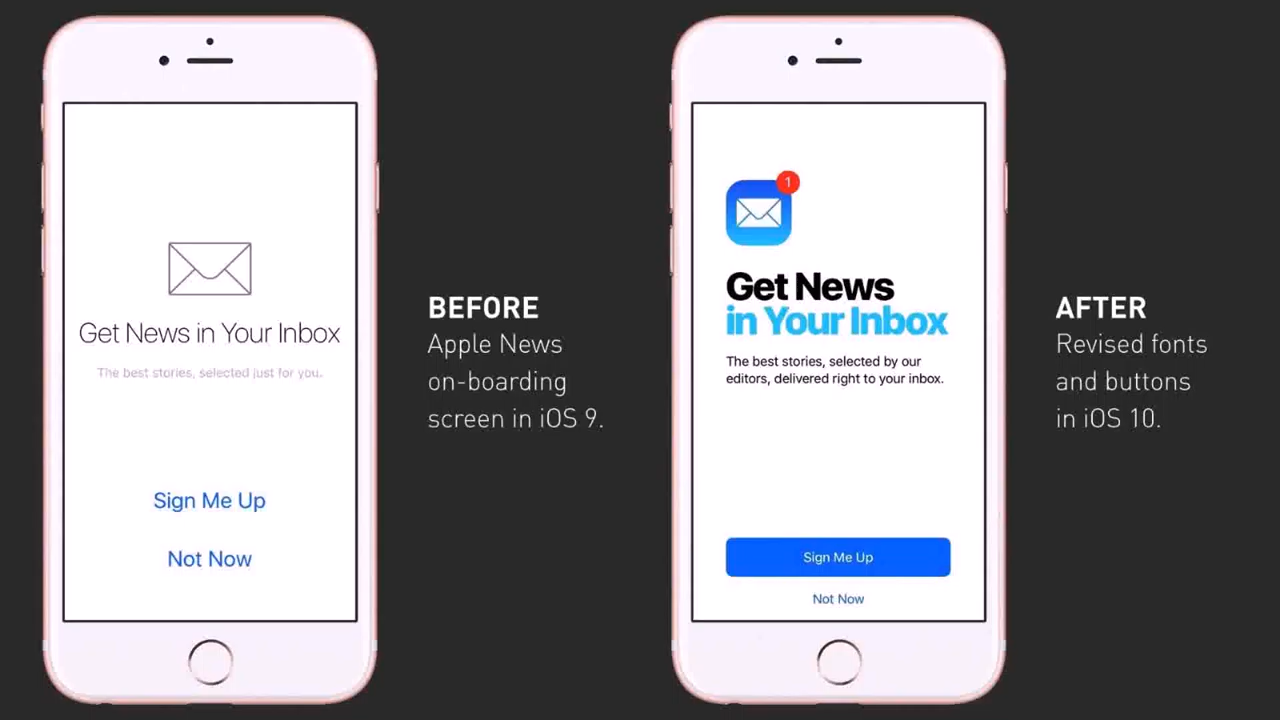 Get News in Your Inbox
The best stories, selected just for you.
Sign Me Up
Not Now
BEFORE
Apple News
on-boarding
screen in iOS 9.
1
Get News
in Your Inbox
The best stories, selected by our
editors, delivered right to your inbox.
Sign Me Up
Not Now
AFTER
Revised fonts
and buttons
in iOS 10.